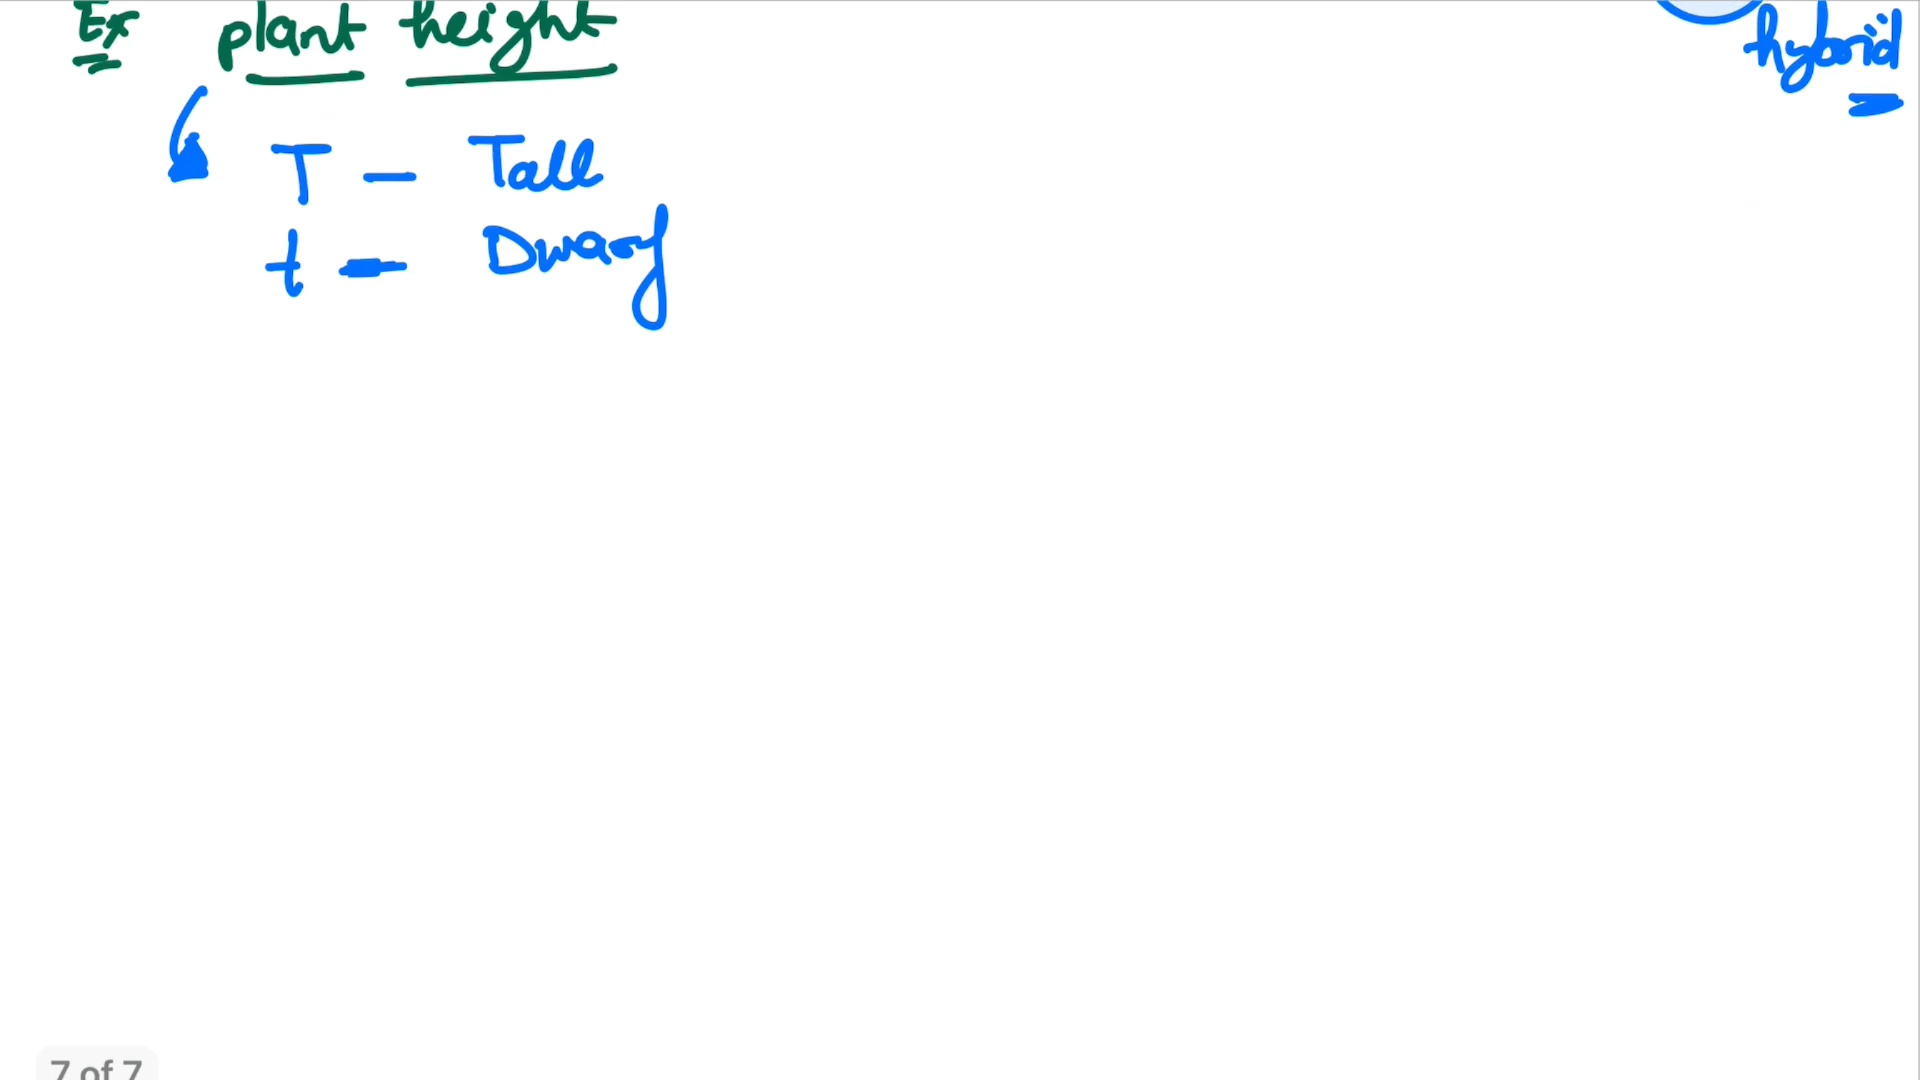 Ex plant height
hybrid
T - Tall
t - Dwarf
7 of 7